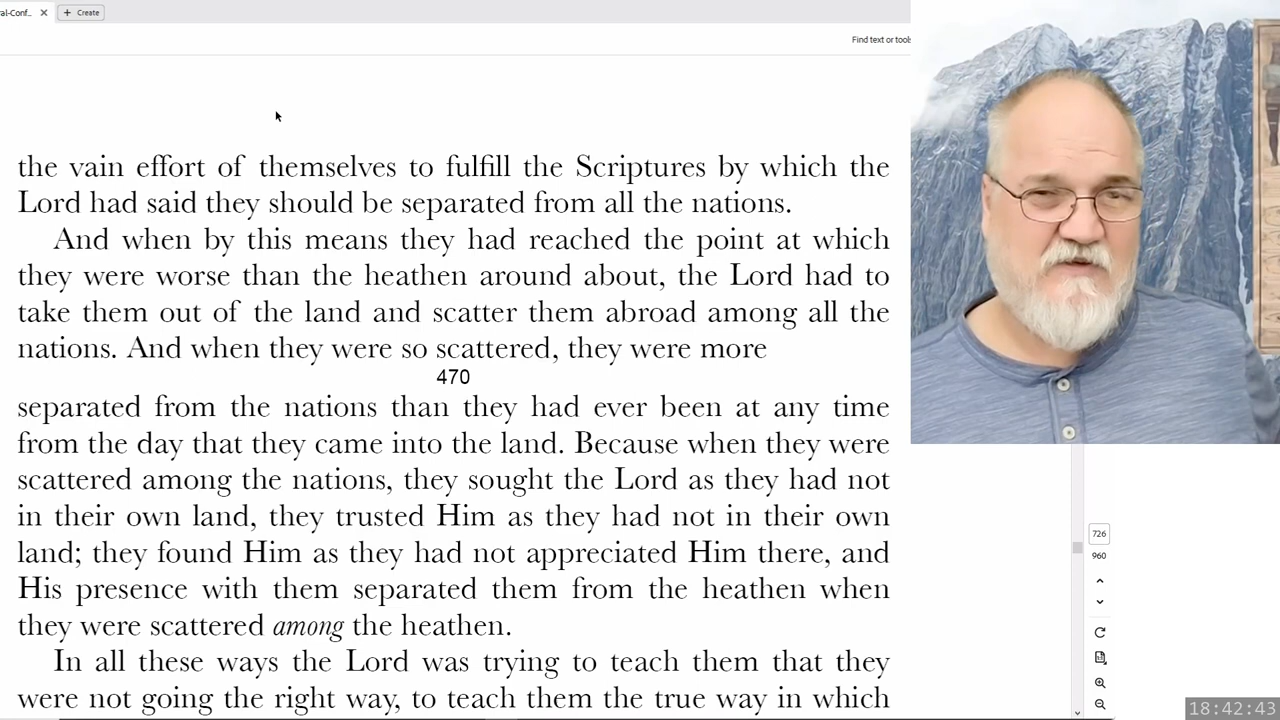 al-Conf...
Create
Find text or tools
the vain effort of themselves to fulfill the Scriptures by which the
Lord had said they should be separated from all the nations.
And when by this means they had reached the point at which
they were worse than the heathen around about, the Lord had to
take them out of the land and scatter them abroad among all the
nations. And when they were so scattered, they were more
470
separated from the nations than they had ever been at any time
from the day that they came into the land. Because when they were
scattered among the nations, they sought the Lord as they had not
in their own land, they trusted Him as they had not in their own
land; they found Him as they had not appreciated Him there, and
His presence with them separated them from the heathen when
they were scattered among the heathen.
In all these ways the Lord was trying to teach them that they
were not going the right way, to teach them the true way in which
726
960
18:42:43